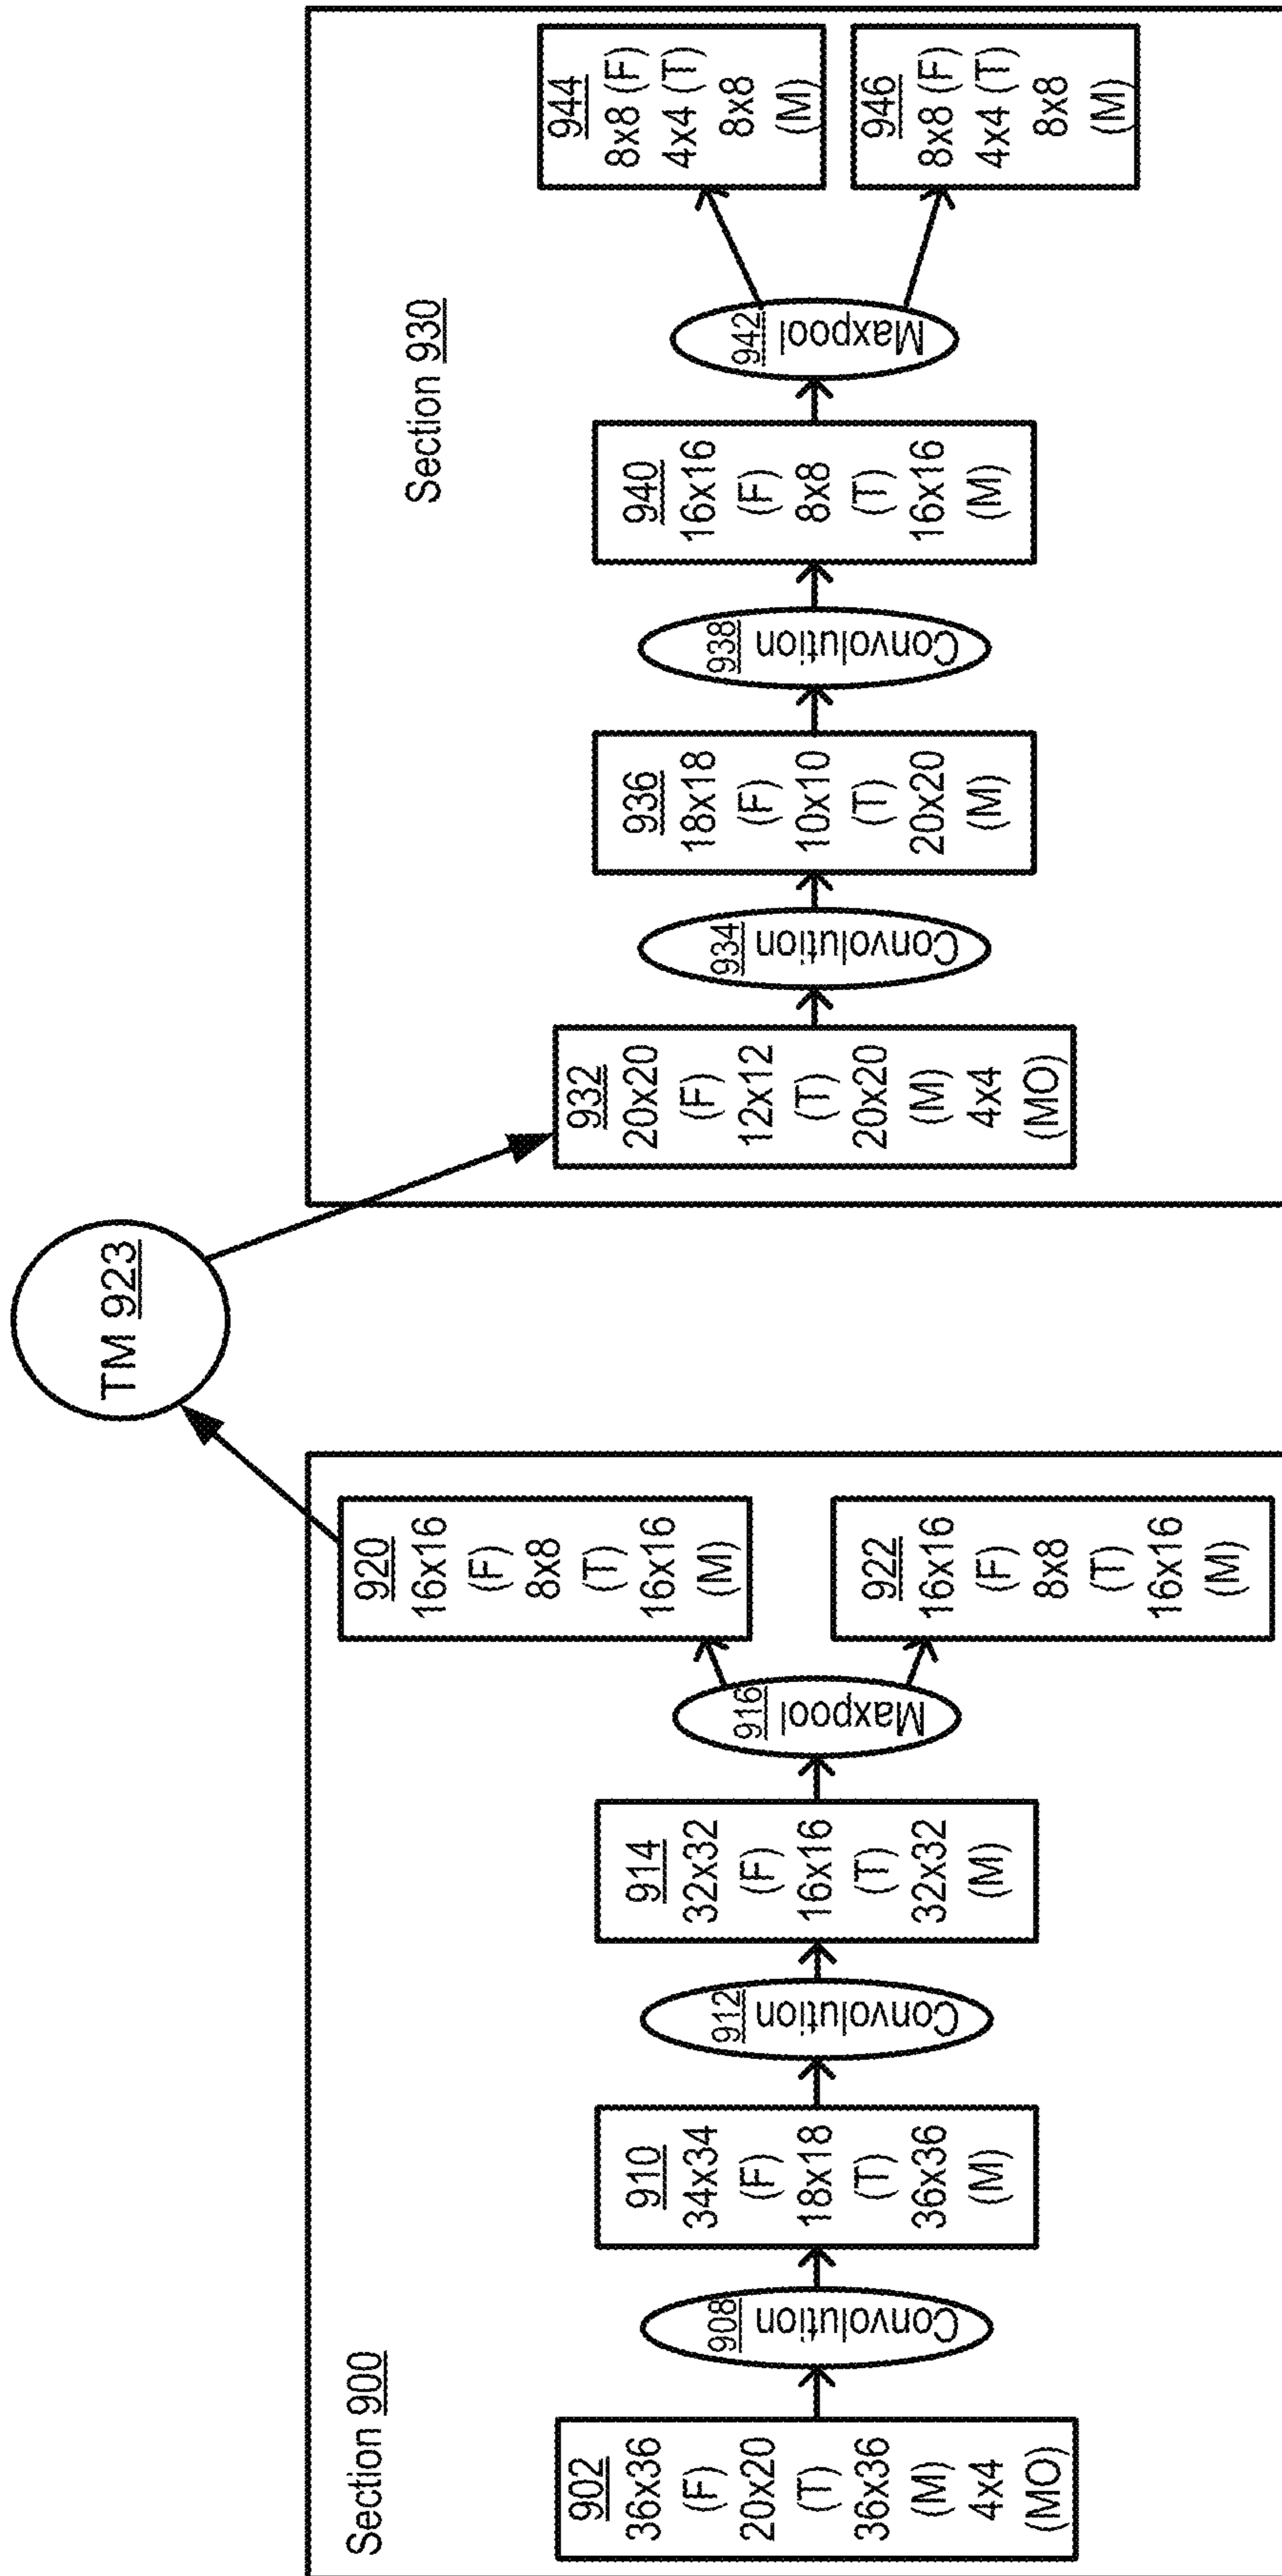 Section 900
902
36x36
(F)
20x20
(T)
36x36
(M)
4x4
(MO)
908
Convolution
910
34x34
(F)
18x18
(T)
36x36
(M)
912
Convolution
914
32x32
(F)
16x16
(T)
32x32
(M)
916
Maxpool
920
16x16
(F)
8x8
(T)
16x16
(M)
922
16x16
(F)
8x8
(T)
16x16
(M)
TM 923
Section 930
932
20x20
(F)
12x12
(T)
20x20
(M)
4x4
(MO)
934
Convolution
936
18x18
(F)
10x10
(T)
20x20
(M)
938
Convolution
940
16x16
(F)
8x8
(T)
16x16
(M)
942
Maxpool
944
8x8 (F)
4x4 (T)
8x8
(M)
946
8x8 (F)
4x4 (T)
8x8
(M)